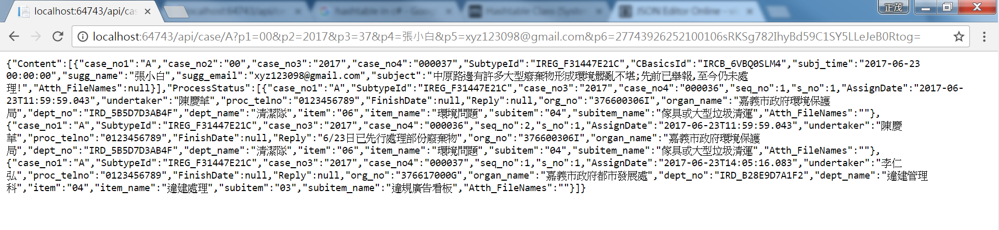 localhost:64743/api/cas
正茂
localhost:64743/api/case/A?p1=00&p2=2017&p3=37&p4=張小白&p5=xyz123098@gmail.com&p6=27743926252100106sRKSg782IhyBd59C1SY5LLeJeB0Rtog=
{"Content":[{"case_no1":"A","case_no2":"00","case_no3":"2017","case_no4":"000037","SubtypeId":"IREG_F31447E21C","CBasicsId":"IRCB_6VBQ0SLM4","subj_time":"2017-06-23
00:00:00","sugg_name":"張小白","sugg_email":"xyz123098@gmail.com","subject":"中原路邊有許多大型廢棄物形成環境髒亂不堪;先前已舉報,至今仍未處
理!","Atth_FileNames":null}],"ProcessStatus":[{"case_no1":"A","SubtypeId":"IREG_F31447E21C","case_no3":"2017","case_no4":"000036","seq_no":1,"s_no":1,"AssignDate":"2017-06-
23T11:59:59.043","undertaker":"陳慶華","proc_telno":"0123456789","FinishDate":null,"Reply":null,"org_no":"376600306I","organ_name":"嘉義市政府環境保護
局","dept_no":"IRD_5B5D7D3AB4F","dept_name":"清潔隊","item":"06","item_name":"環境問題","subitem":"04","subitem_name":"傢具或大型垃圾清運","Atth_FileNames":""},
{"case_no1":"A","SubtypeId":"IREG_F31447E21C","case_no3":"2017","case_no4":"000036","seq_no":2,"s_no":1,"AssignDate":"2017-06-23T11:59:59.043","undertaker":"陳慶
華","proc_telno":"0123456789","FinishDate":null,"Reply":"6/23日已先行處理部份廢棄物","org_no":"376600306I","organ_name":"嘉義市政府環境保護
局","dept_no":"IRD_5B5D7D3AB4F","dept_name":"清潔隊","item":"06","item_name":"環境問題","subitem":"04","subitem_name":"傢具或大型垃圾清運","Atth_FileNames":""},
{"case_no1":"A","SubtypeId":"IREG_F31447E21C","case_no3":"2017","case_no4":"000037","seq_no":1,"s_no":1,"AssignDate":"2017-06-23T14:05:16.083","undertaker":"李仁
弘","proc_telno":"0123456789","FinishDate":null,"Reply":null,"org_no":"376617000G","organ_name":"嘉義市政府都市發展處","dept_no":"IRD_B28E9D7A1F2","dept_name":"違建管理
科","item":"04","item_name":"違建處理","subitem":"03","subitem_name":"違規廣告看板","Atth_FileNames":""}]}